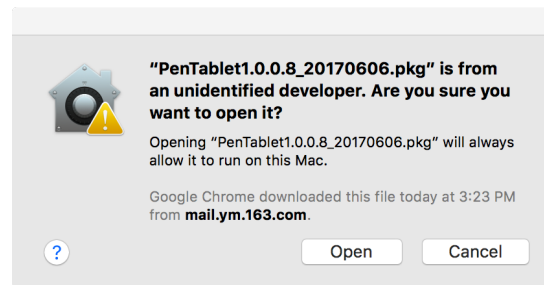 “PenTablet1.0.0.8_20170606.pkg” is from
an unidentified developer. Are you sure you
want to open it?
Opening “PenTablet1.0.0.8_20170606.pkg” will always
allow it to run on this Mac.
Google Chrome downloaded this file today at 3:23 PM
from mail.ym.163.com.
?
Open
Cancel